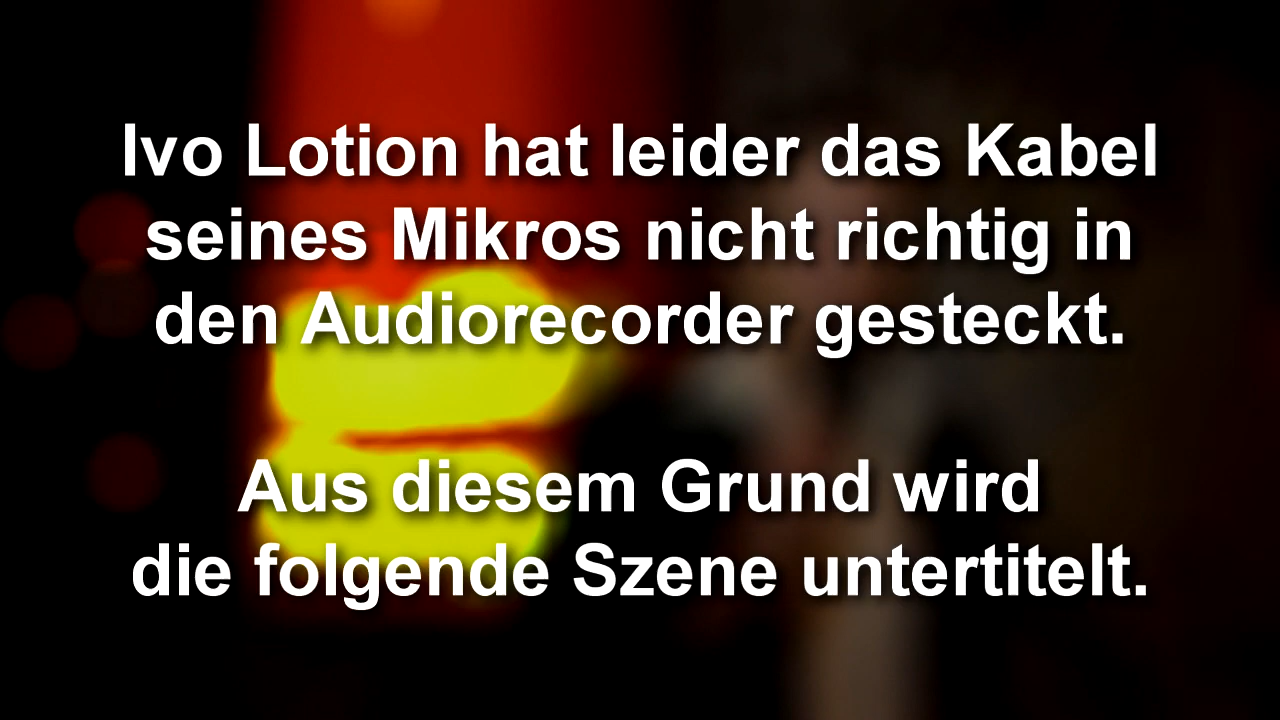 Ivo Lotion hat leider das Kabel
seines Mikros nicht richtig in
den Audiorecorder gesteckt.
Aus diesem Grund wird
die folgende Szene untertitelt.